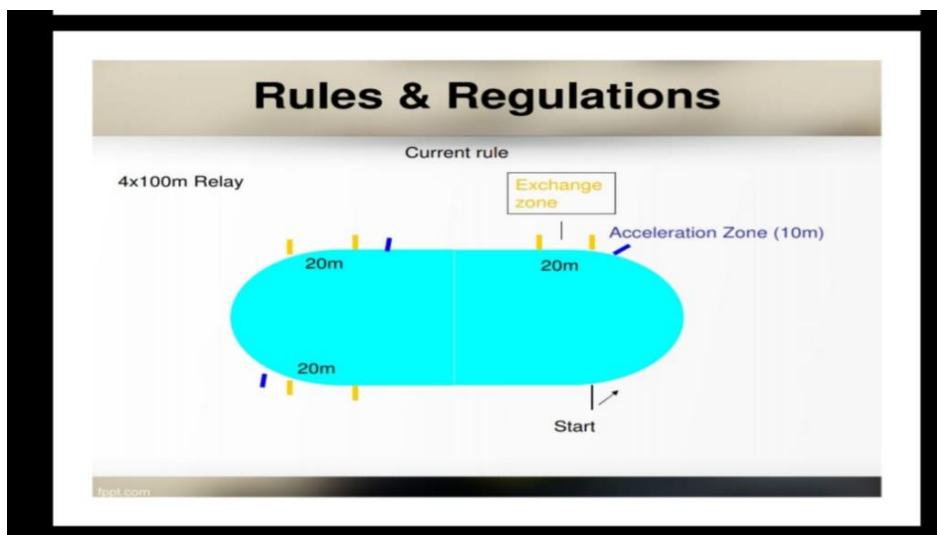 Rules & Regulations
Current rule
4x100m Relay
Exchange
zone
Acceleration Zone (10m)
20m
20m
20m
Start
fppt.com